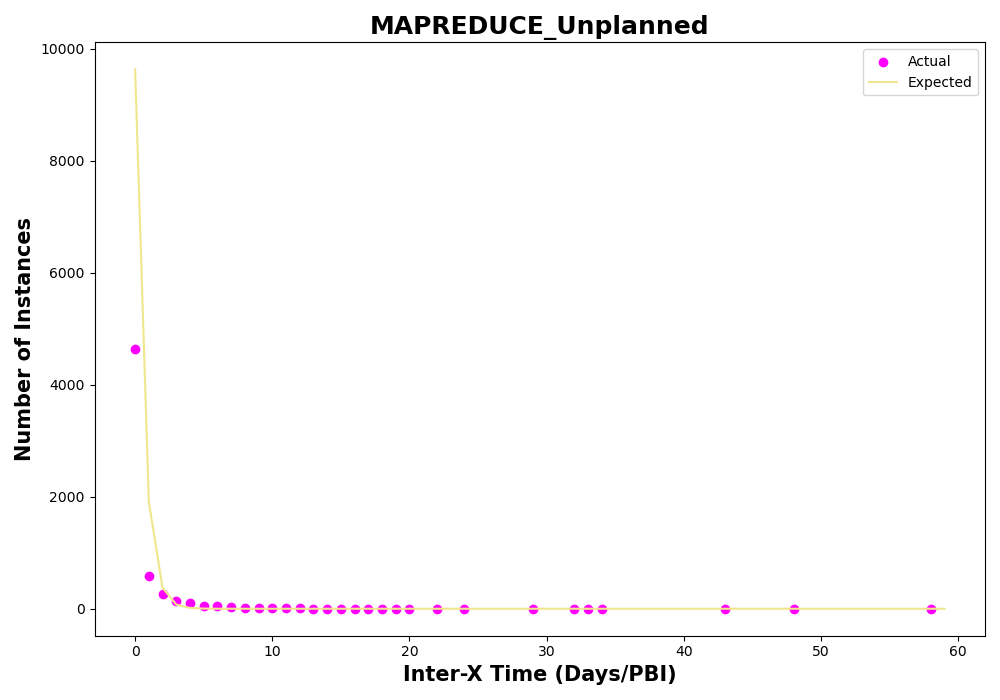 MAPREDUCE_Unplanned
Actual
Expected
10000
8000
6000
4000
2000
0
Number of Instances
0 10 20 30 40 50 60
Inter-X Time (Days/PBI)